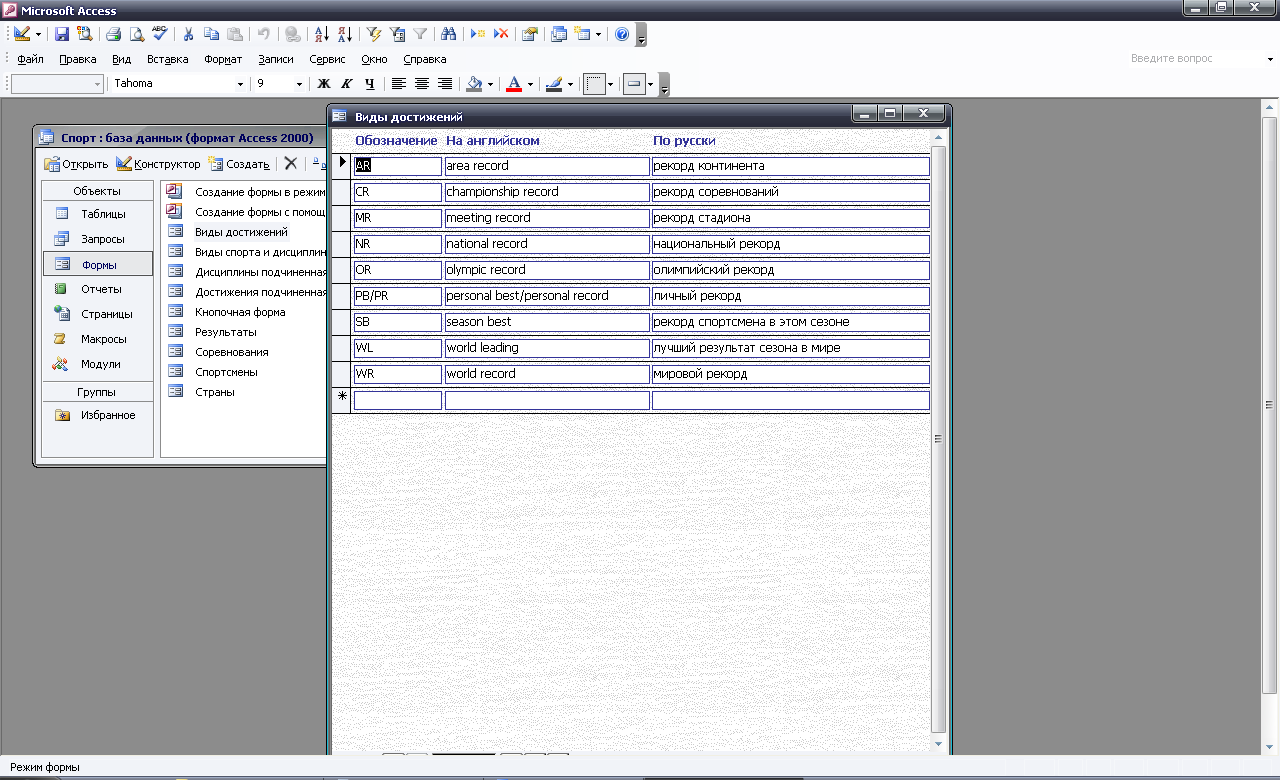 Microsoft Access
Файл Правка Вид Вставка Формат Записи Сервис Окно Справка
Введите вопрос
Tahoma 9 Ж К Ч
Спорт : база данных (формат Access 2000)
Открыть Конструктор Создать
Объекты
Таблицы
Запросы
Формы
Отчеты
Страницы
Макросы
Модули
Группы
Избранное
Создание формы в режим
Создание формы с помощ
Виды достижений
Виды спорта и дисциплин
Дисциплины подчиненная
Достижения подчиненная
Кнопочная форма
Результаты
Соревнования
Спортсмены
Страны
Виды достижений
Обозначение На английском По русски
AR area record рекорд континента
CR championship record рекорд соревнований
MR meeting record рекорд стадиона
NR national record национальный рекорд
OR olympic record олимпийский рекорд
PB/PR personal best/personal record личный рекорд
SB season best рекорд спортсмена в этом сезоне
WL world leading лучший результат сезона в мире
WR world record мировой рекорд
Режим формы